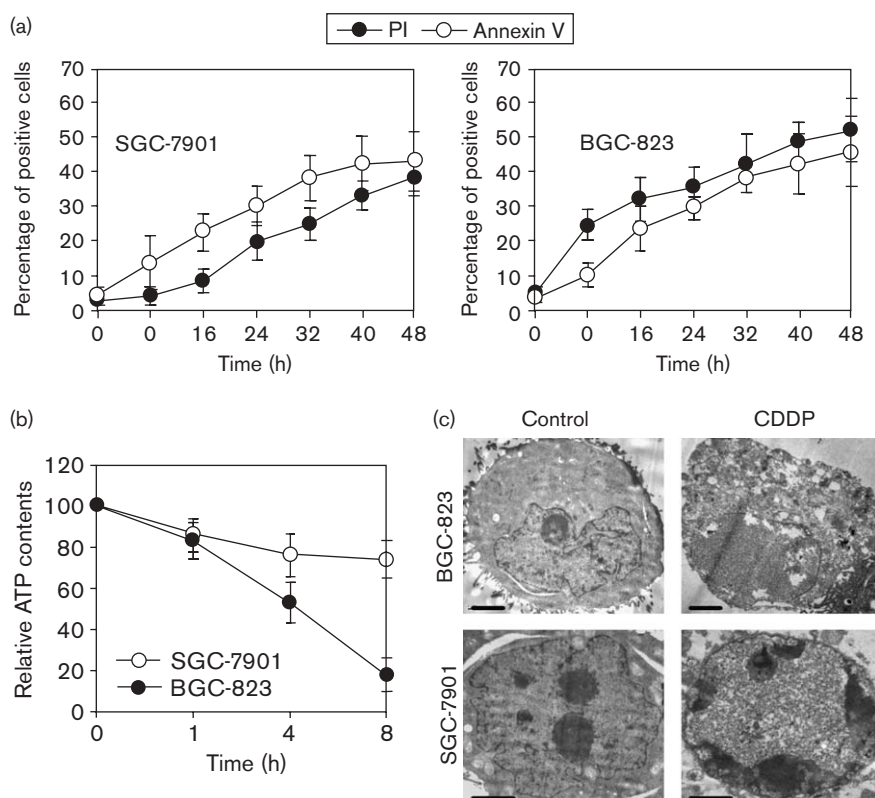 (a)
PI Annexin V
Percentage of positive cells
70
60
50
40
30
20
10
0
SGC-7901
0 0 16 24 32 40 48
Time (h)
Percentage of positive cells
70
60
50
40
30
20
10
0
BGC-823
0 0 16 24 32 40 48
Time (h)
(b)
Relative ATP contents
120
100
80
60
40
20
0
SGC-7901
BGC-823
0 1 4 8
Time (h)
(c)
Control CDDP
BGC-823
SGC-7901